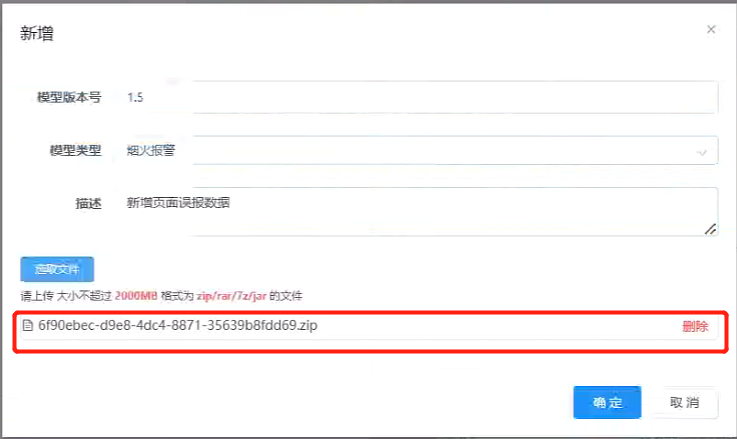 新增
模型版本号 1.5
模型类型 烟火报警
描述 新增页面误报数据
选取文件
请上传 大小不超过 2000MB 格式为 zip/rar/7z/jar 的文件
6f90ebec-d9e8-4dc4-8871-35639b8fdd69.zip 删除
确 定 取 消